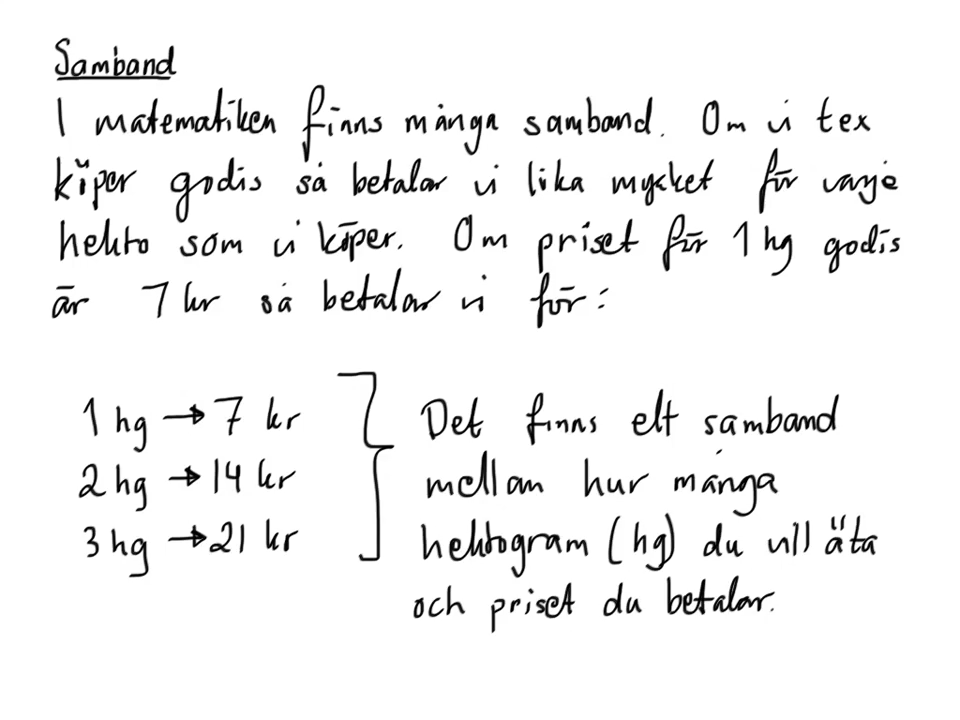 Samband
I matematiken finns många samband. Om vi tex
köper godis så betalar vi lika mycket för varje
hekto som vi köper. Om priset för 1 hg godis
är 7 kr så betalar vi för:
1 hg → 7 kr
2 hg → 14 kr
3 hg → 21 kr
Det finns ett samband
mellan hur många
hektogram (hg) du vill äta
och priset du betalar.